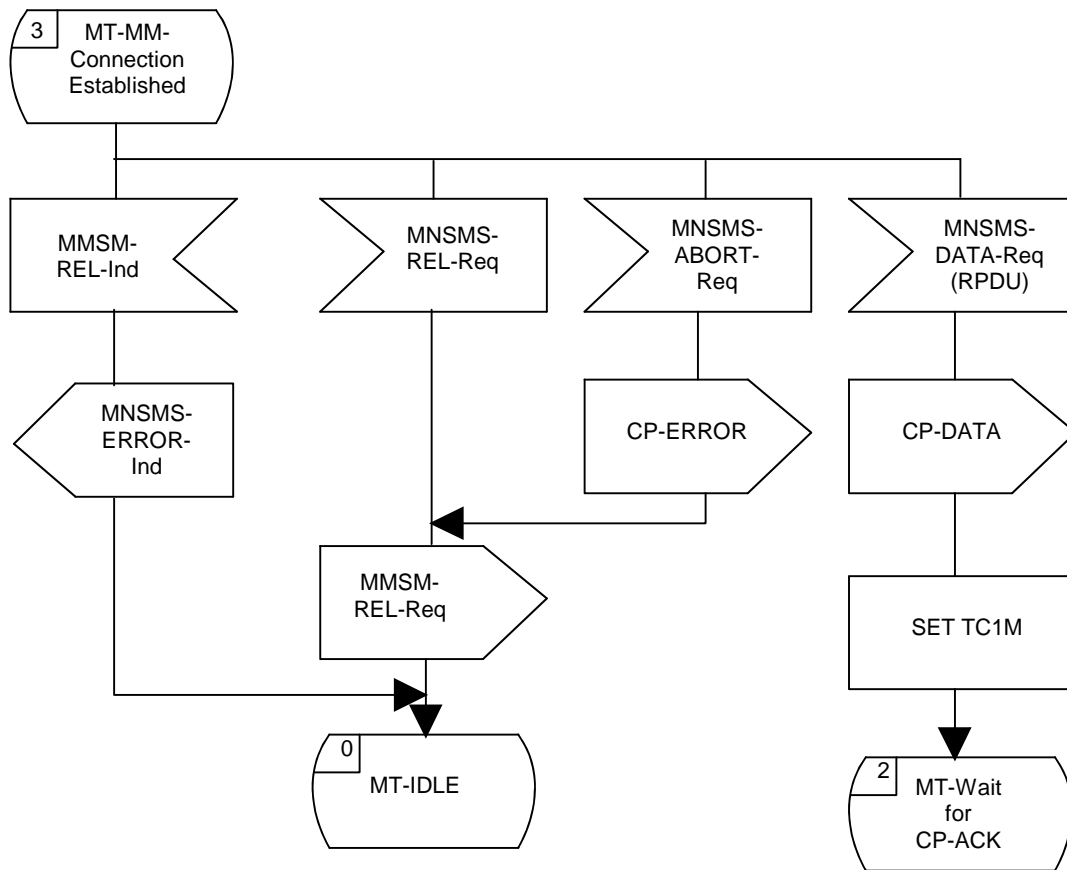 3
MT-MM-
Connection
Established
MMSM-
REL-Ind
MNSMS-
REL-Req
MNSMS-
ABORT-
Req
MNSMS-
DATA-Req
(RPDU)
MNSMS-
ERROR-
Ind
CP-ERROR
CP-DATA
MMSM-
REL-Req
SET TC1M
0
MT-IDLE
2
MT-Wait
for
CP-ACK